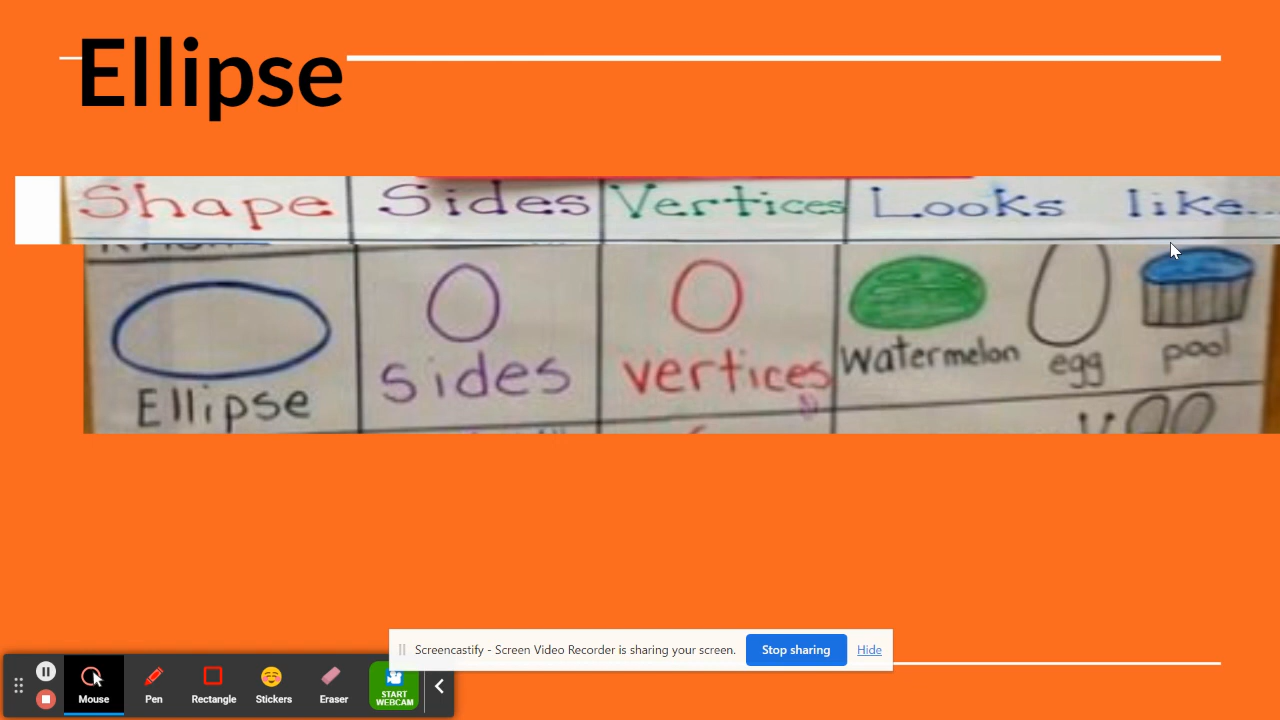 Ellipse
Shape Sides Vertices Looks like...
Ellipse 0 sides 0 vertices Watermelon egg pool
Screencastify - Screen Video Recorder is sharing your screen. Stop sharing Hide
Mouse Pen Rectangle Stickers Eraser START
WEBCAM